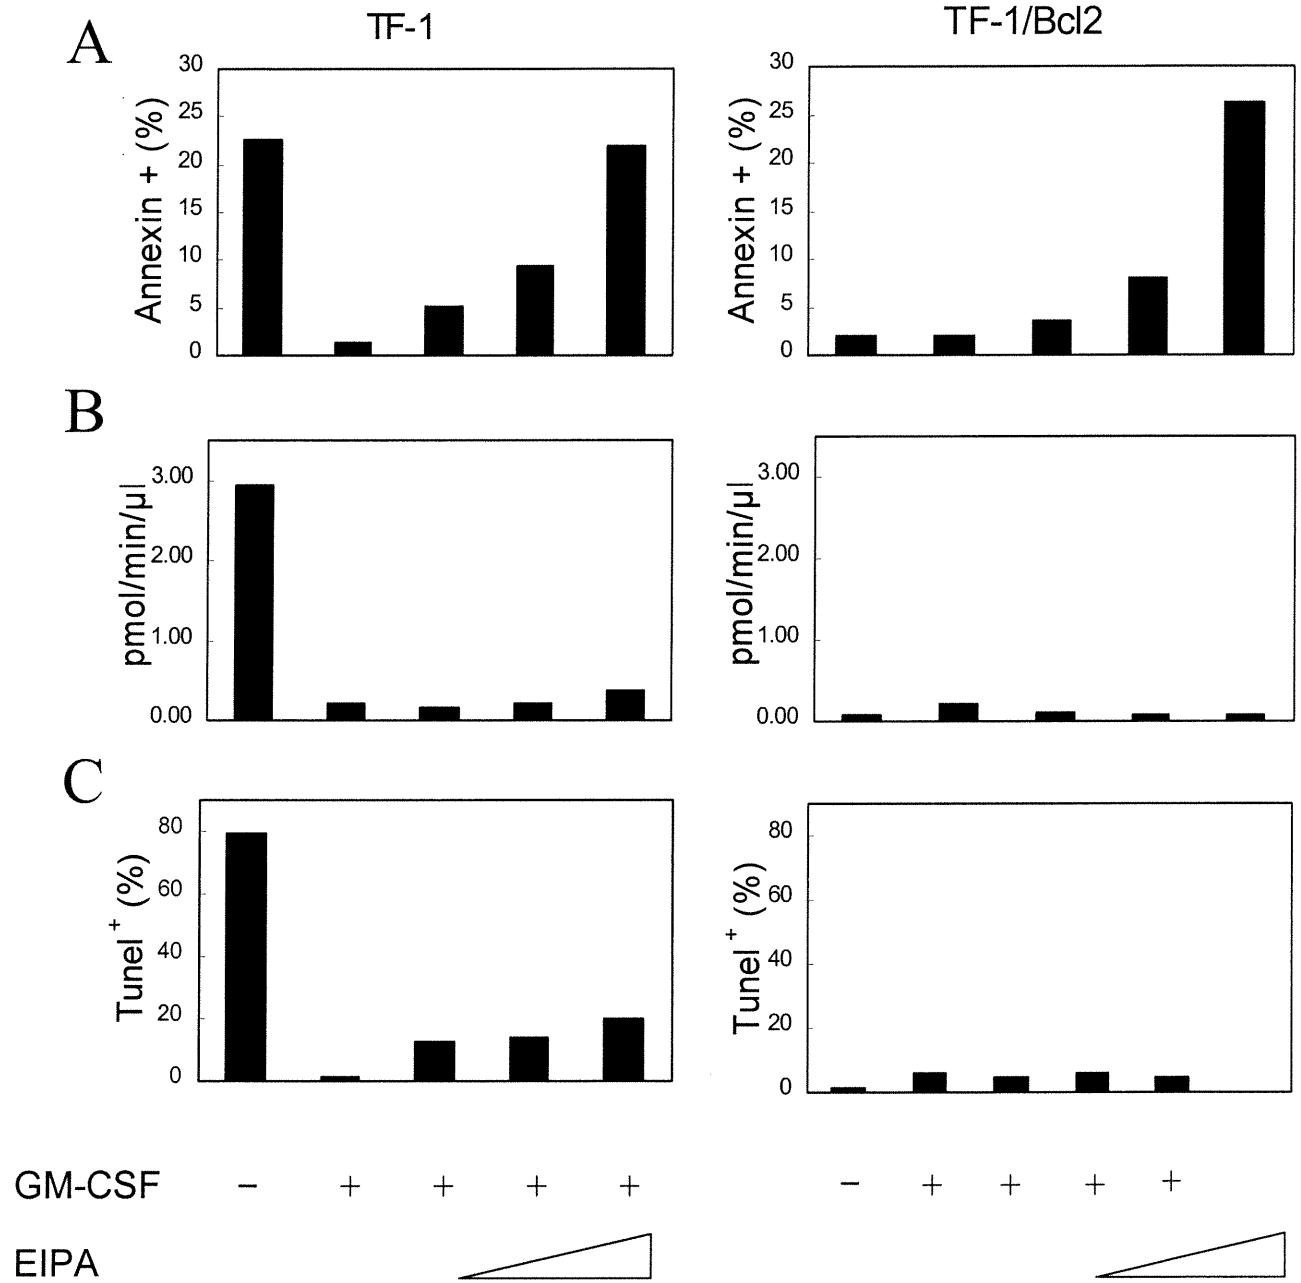 A
TF-1
TF-1/Bcl2
Annexin + (%)
30
25
20
15
10
5
0
Annexin + (%)
30
25
20
15
10
5
0
B
pmol/min/µl
3.00
2.00
1.00
0.00
pmol/min/µl
3.00
2.00
1.00
0.00
C
Tunel + (%)
80
60
40
20
0
Tunel + (%)
80
60
40
20
0
GM-CSF − + + + + − + + + +
EIPA